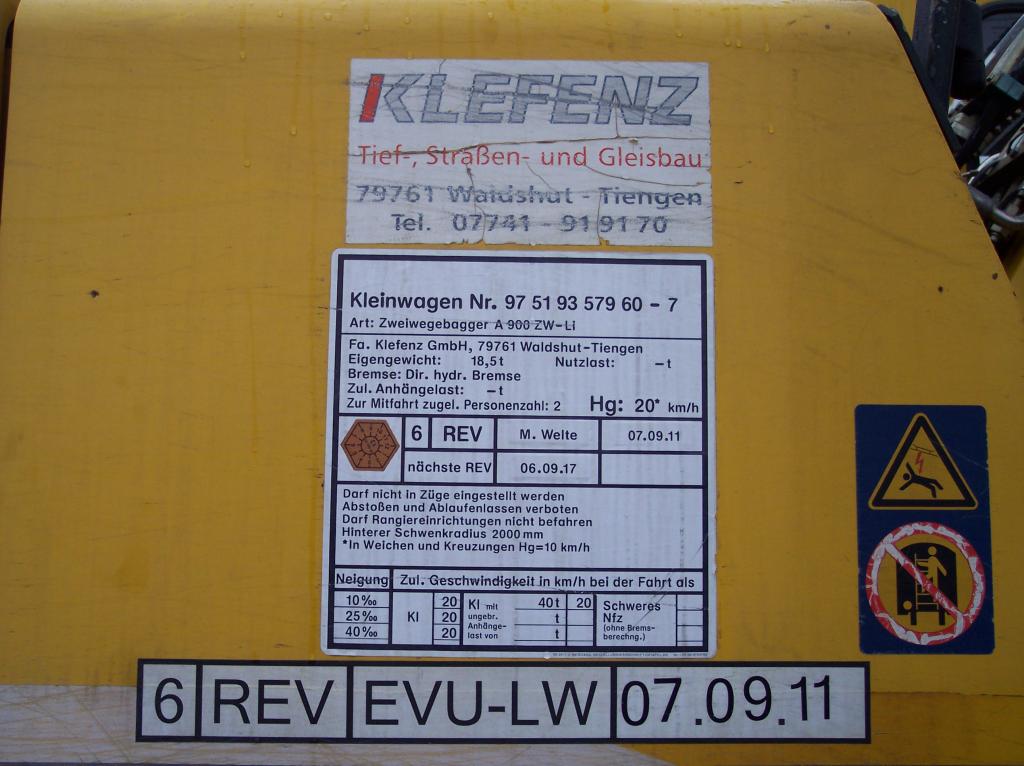 KLEFENZ
Tief-, Straßen- und Gleisbau
79761 Waldshut - Tiengen
Tel. 07741 - 919170
Kleinwagen Nr. 97 51 93 579 60 - 7
Art: Zweiwegebagger A 900 ZW-Li
Fa. Klefenz GmbH, 79761 Waldshut-Tiengen
Eigengewicht: 18,5t Nutzlast: -t
Bremse: Dir. hydr. Bremse
Zul. Anhängelast: -t
Zur Mitfahrt zugel. Personenzahl: 2 Hg: 20* km/h
6 REV M. Welte 07.09.11
nächste REV 06.09.17
Darf nicht in Züge eingestellt werden
Abstoßen und Ablaufenlassen verboten
Darf Rangiereinrichtungen nicht befahren
Hinterer Schwenkradius 2000 mm
*In Weichen und Kreuzungen Hg=10 km/h
Neigung Zul. Geschwindigkeit in km/h bei der Fahrt als
10‰ Kl 20 Kl mit 40t 20 Schweres
25‰ 20 ungebr. t Nfz
40‰ 20 Anhänge- t (ohne Brems-
last von berechng.)
6 REV EVU-LW 07.09.11